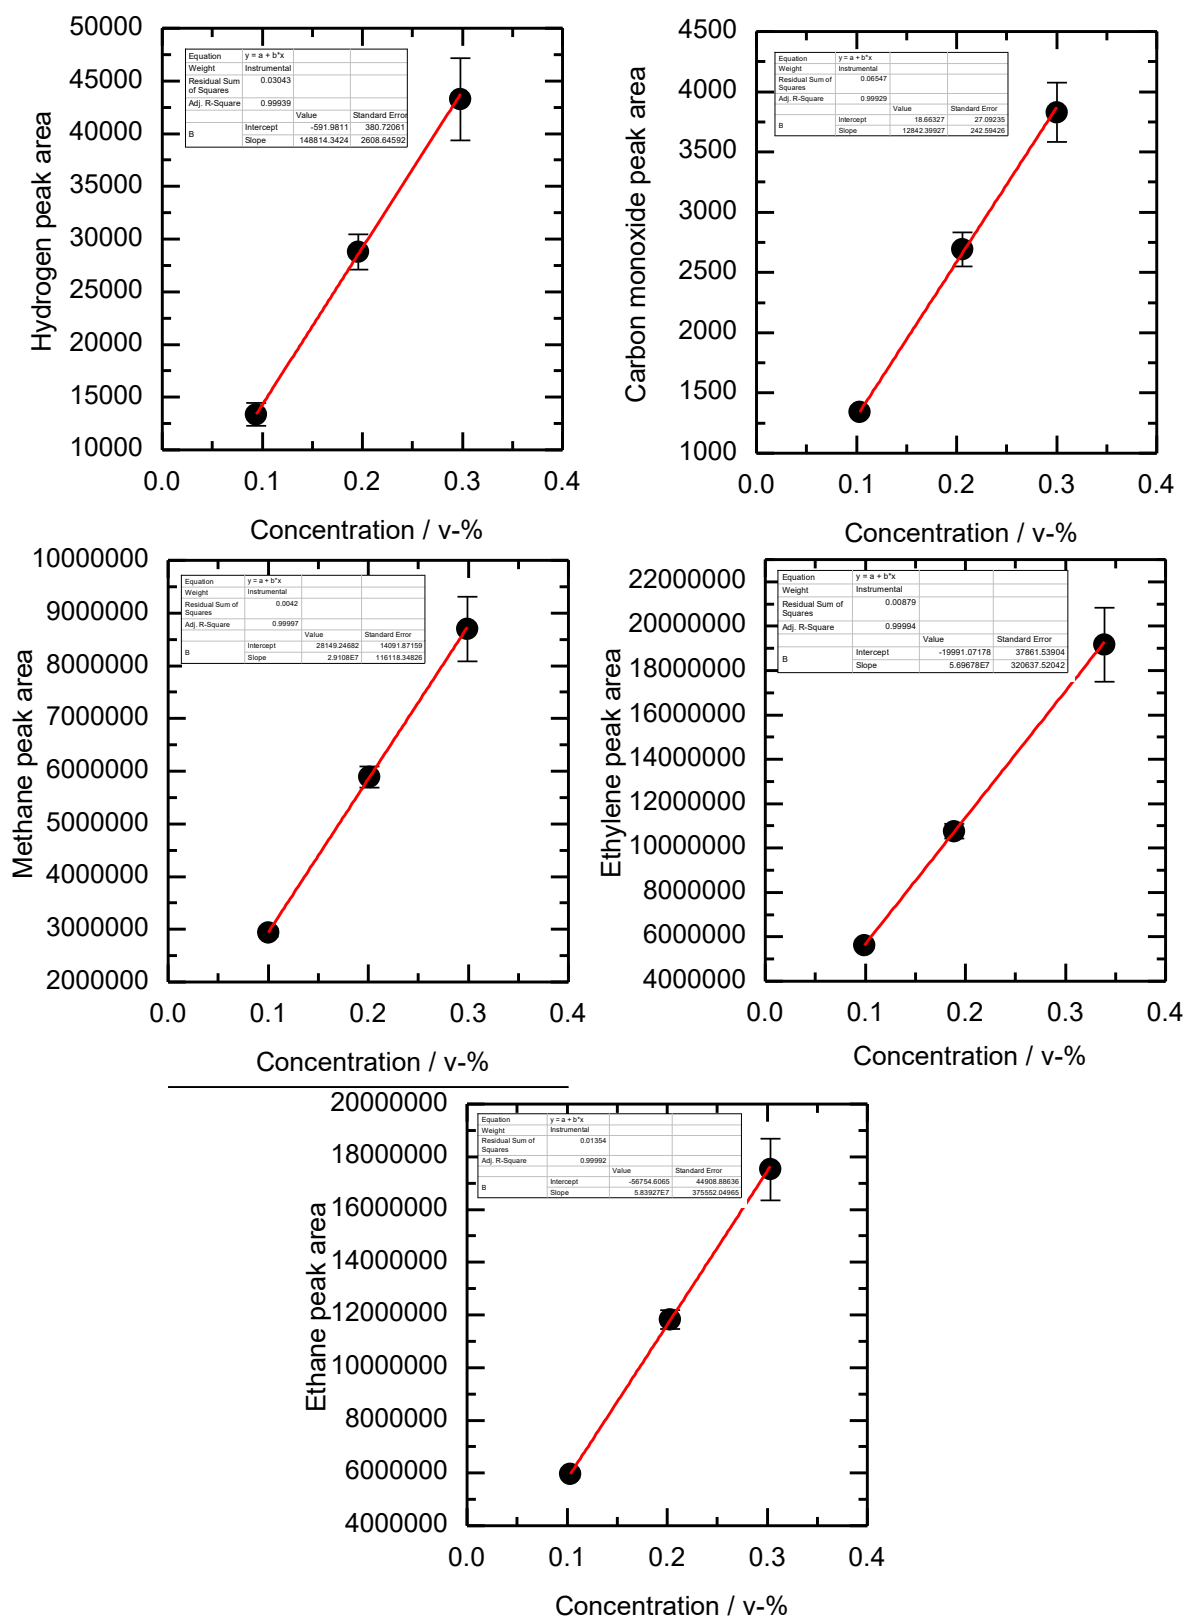 50000
45000
40000
35000
30000
25000
20000
15000
10000
Hydrogen peak area
Equation y = a + b*x
Weight Instrumental
Residual Sum of Squares 0.03043
Adj. R-Square 0.99939
Value Standard Error
B Intercept -591.9811 380.72061
Slope 148814.3424 2608.64592
0.0 0.1 0.2 0.3 0.4
Concentration / v-%
4500
4000
3500
3000
2500
2000
1500
1000
Carbon monoxide peak area
Equation y = a + b*x
Weight Instrumental
Residual Sum of Squares 0.06547
Adj. R-Square 0.99929
Value Standard Error
B Intercept 18.66327 27.09235
Slope 12842.39927 242.59426
0.0 0.1 0.2 0.3 0.4
Concentration / v-%
10000000
9000000
8000000
7000000
6000000
5000000
4000000
3000000
2000000
Methane peak area
Equation y = a + b*x
Weight Instrumental
Residual Sum of Squares 0.0042
Adj. R-Square 0.99997
Value Standard Error
B Intercept 28149.24682 14091.87159
Slope 2.9108E7 116118.34826
0.0 0.1 0.2 0.3 0.4
Concentration / v-%
22000000
20000000
18000000
16000000
14000000
12000000
10000000
8000000
6000000
4000000
Ethylene peak area
Equation y = a + b*x
Weight Instrumental
Residual Sum of Squares 0.00879
Adj. R-Square 0.99994
Value Standard Error
B Intercept -19991.07178 37861.53904
Slope 5.69678E7 320637.52042
0.0 0.1 0.2 0.3 0.4
Concentration / v-%
20000000
18000000
16000000
14000000
12000000
10000000
8000000
6000000
4000000
Ethane peak area
Equation y = a + b*x
Weight Instrumental
Residual Sum of Squares 0.01354
Adj. R-Square 0.99992
Value Standard Error
B Intercept -56754.6065 44908.88636
Slope 5.83927E7 375552.04965
0.0 0.1 0.2 0.3 0.4
Concentration / v-%